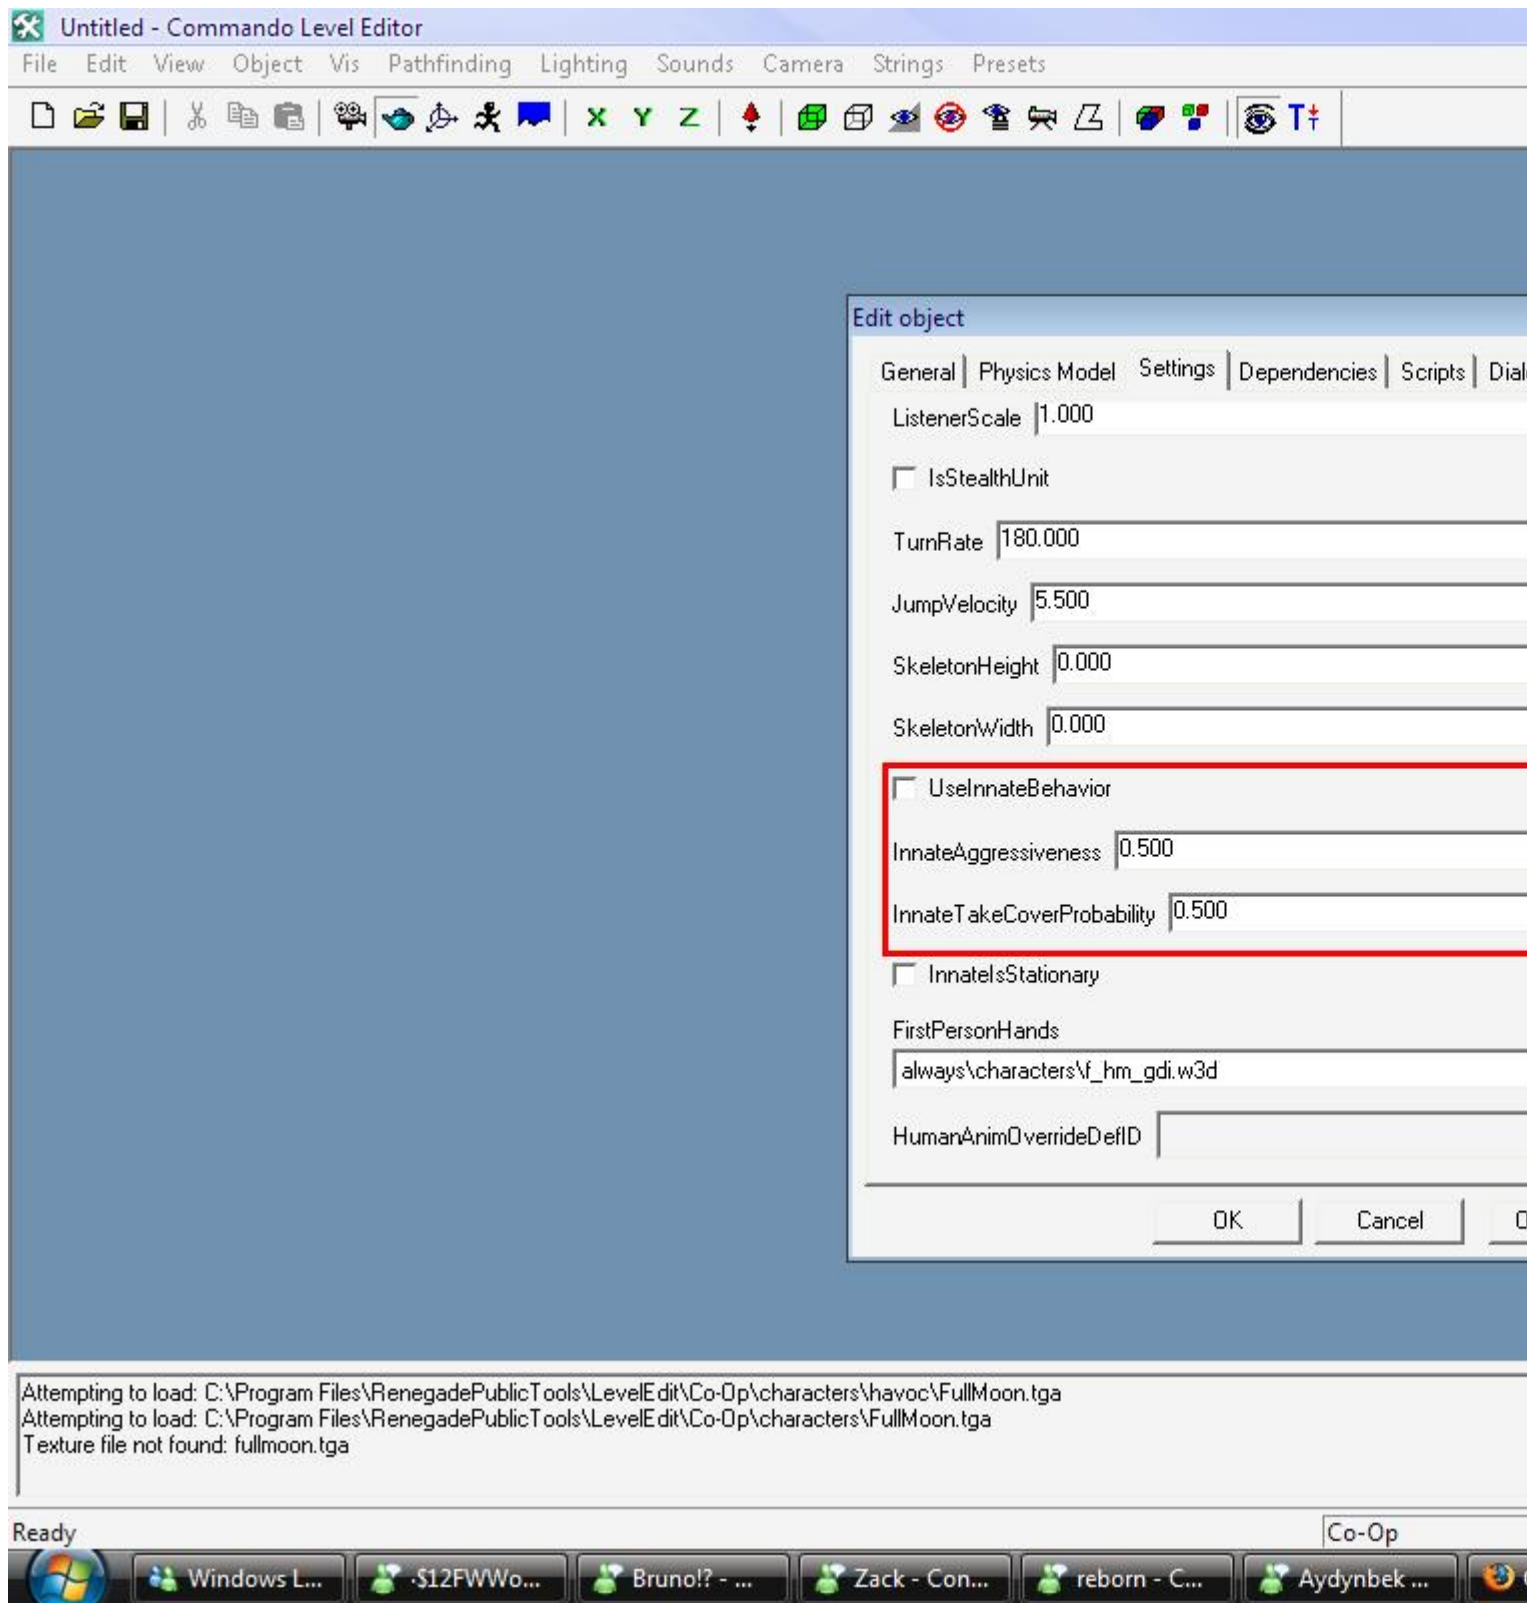 Untitled - Commando Level Editor
File Edit View Object Vis Pathfinding Lighting Sounds Camera Strings Presets
X Y Z T T
Edit object
General Physics Model Settings Dependencies Scripts Dial
ListenerScale 1.000
IsStealthUnit
TurnRate 180.000
JumpVelocity 5.500
SkeletonHeight 0.000
SkeletonWidth 0.000
UseInnateBehavior
InnateAggressiveness 0.500
InnateTakeCoverProbability 0.500
InnateIsStationary
FirstPersonHands
always\characters\f_hm_gdi.w3d
HumanAnimOverrideDefID
OK Cancel
Attempting to load: C:\Program Files\RenegadePublicTools\LevelEdit\Co-Op\characters\havoc\FullMoon.tga
Attempting to load: C:\Program Files\RenegadePublicTools\LevelEdit\Co-Op\characters\FullMoon.tga
Texture file not found: fullmoon.tga
Ready Co-Op
Windows L... ·$12FWWo... Bruno!? - ... Zack - Con... reborn - C... Aydynbek ...